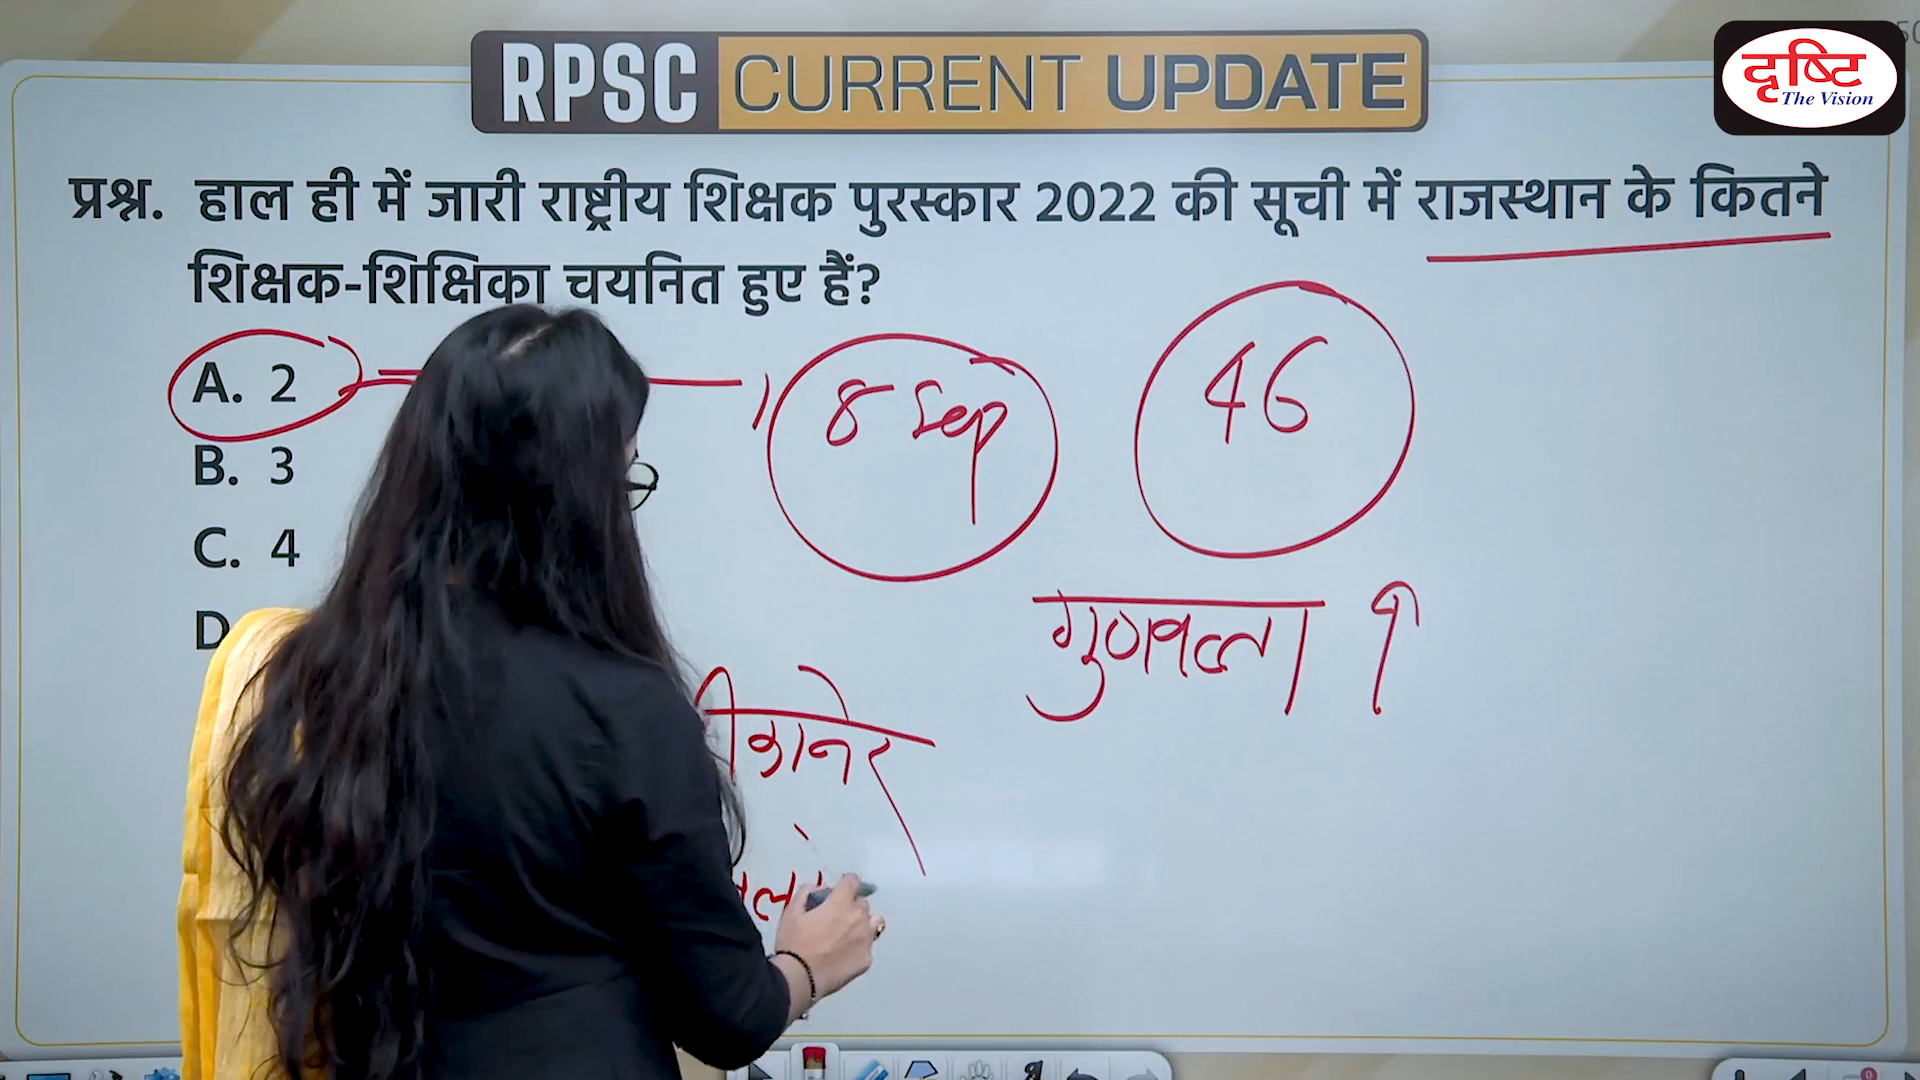 RPSC CURRENT UPDATE
दृष्टि
The Vision
प्रश्न. हाल ही में जारी राष्ट्रीय शिक्षक पुरस्कार 2022 की सूची में राजस्थान के कितने
शिक्षक-शिक्षिका चयनित हुए हैं?
A. 2
8 Sep
46
B. 3
C. 4
D
गुणवत्ता